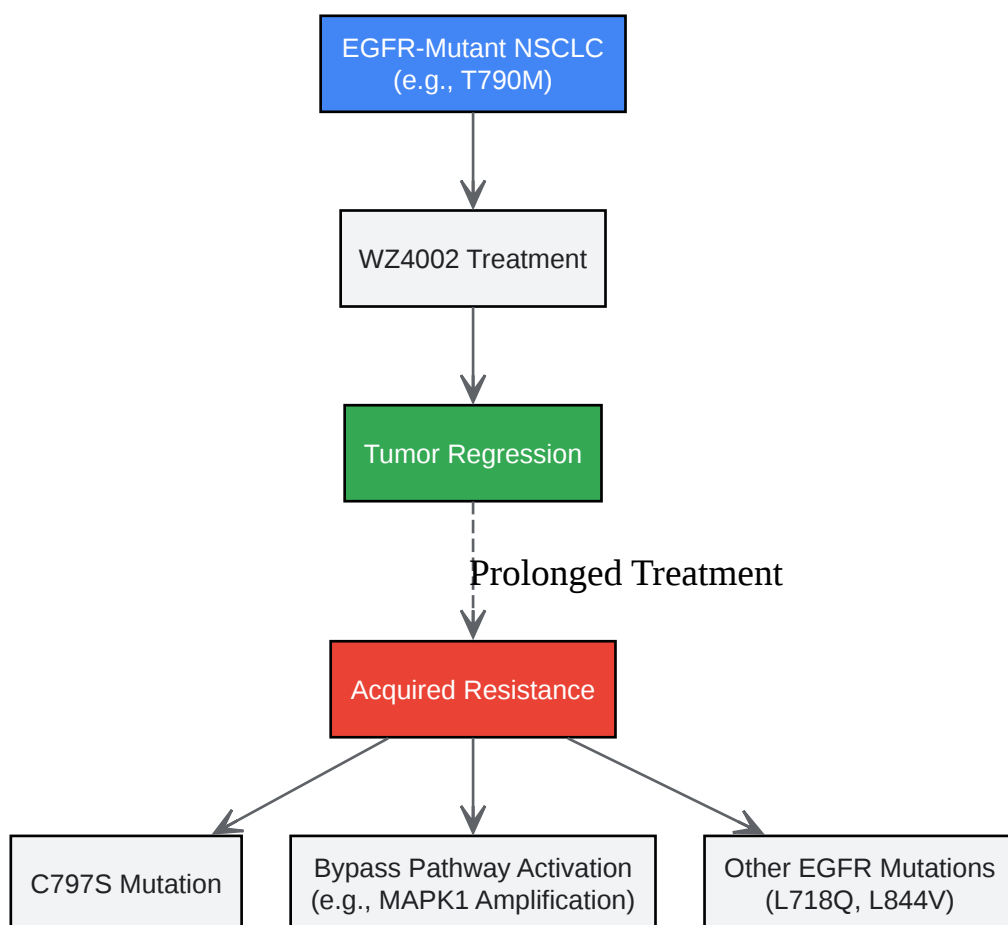 EGFR-Mutant NSCLC
(e.g., T790M)
WZ4002 Treatment
Tumor Regression
Prolonged Treatment
Acquired Resistance
C797S Mutation
Bypass Pathway Activation
(e.g., MAPK1 Amplification)
Other EGFR Mutations
(L718Q, L844V)